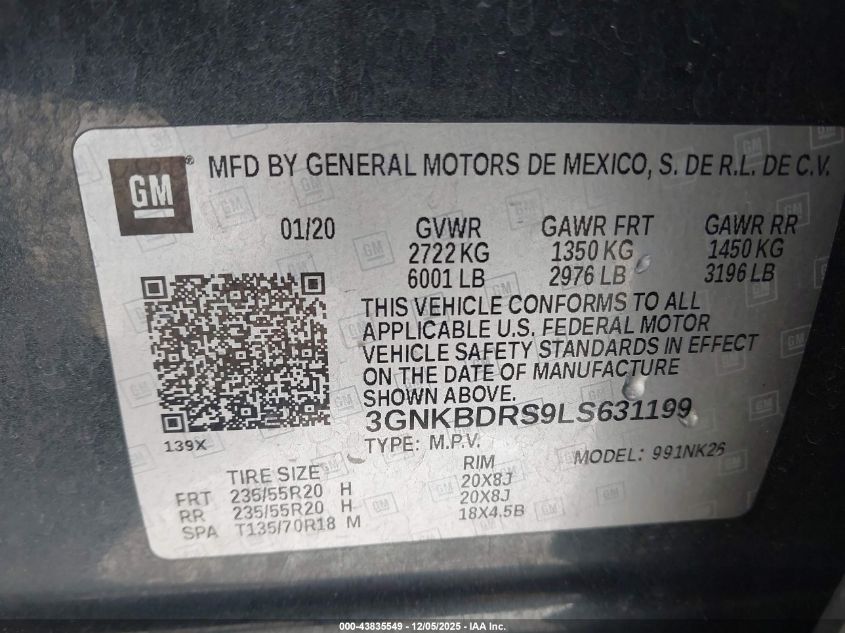 GM
®
MFD BY GENERAL MOTORS DE MEXICO, S. DE R.L. DE C.V.
01/20 GVWR GAWR FRT GAWR RR
2722 KG 1350 KG 1450 KG
6001 LB 2976 LB 3196 LB
THIS VEHICLE CONFORMS TO ALL
APPLICABLE U.S. FEDERAL MOTOR
VEHICLE SAFETY STANDARDS IN EFFECT
ON THE DATE OF MANUFACTURE
SHOWN ABOVE.
3GNKBDRS9LS631199
139X
TYPE: M.P.V. MODEL: 991NK26
TIRE SIZE RIM
FRT 235/55R20 H 20X8J
RR 235/55R20 H 20X8J
SPA T135/70R18 M 18X4.5B
000-43835549 - 12/05/2025 - IAA Inc.